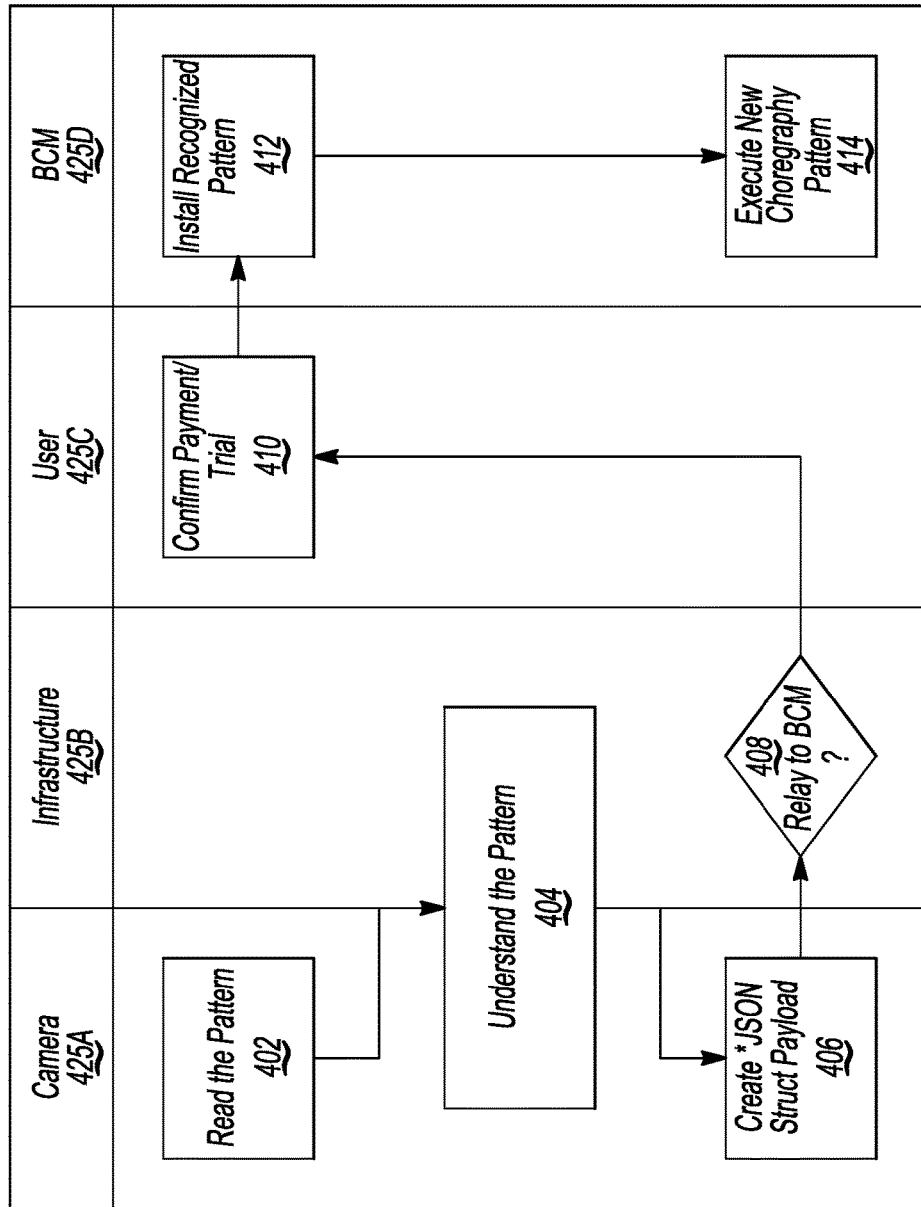 Camera
425A
Infrastructure
425B
User
425C
BCM
425D
Read the Pattern
402
Understand the Pattern
404
Create *JSON
Struct Payload
406
408
Relay to BCM
?
Confirm Payment/
Trial
410
Install Recognized
Pattern
412
Execute New
Choregraphy
Pattern
414